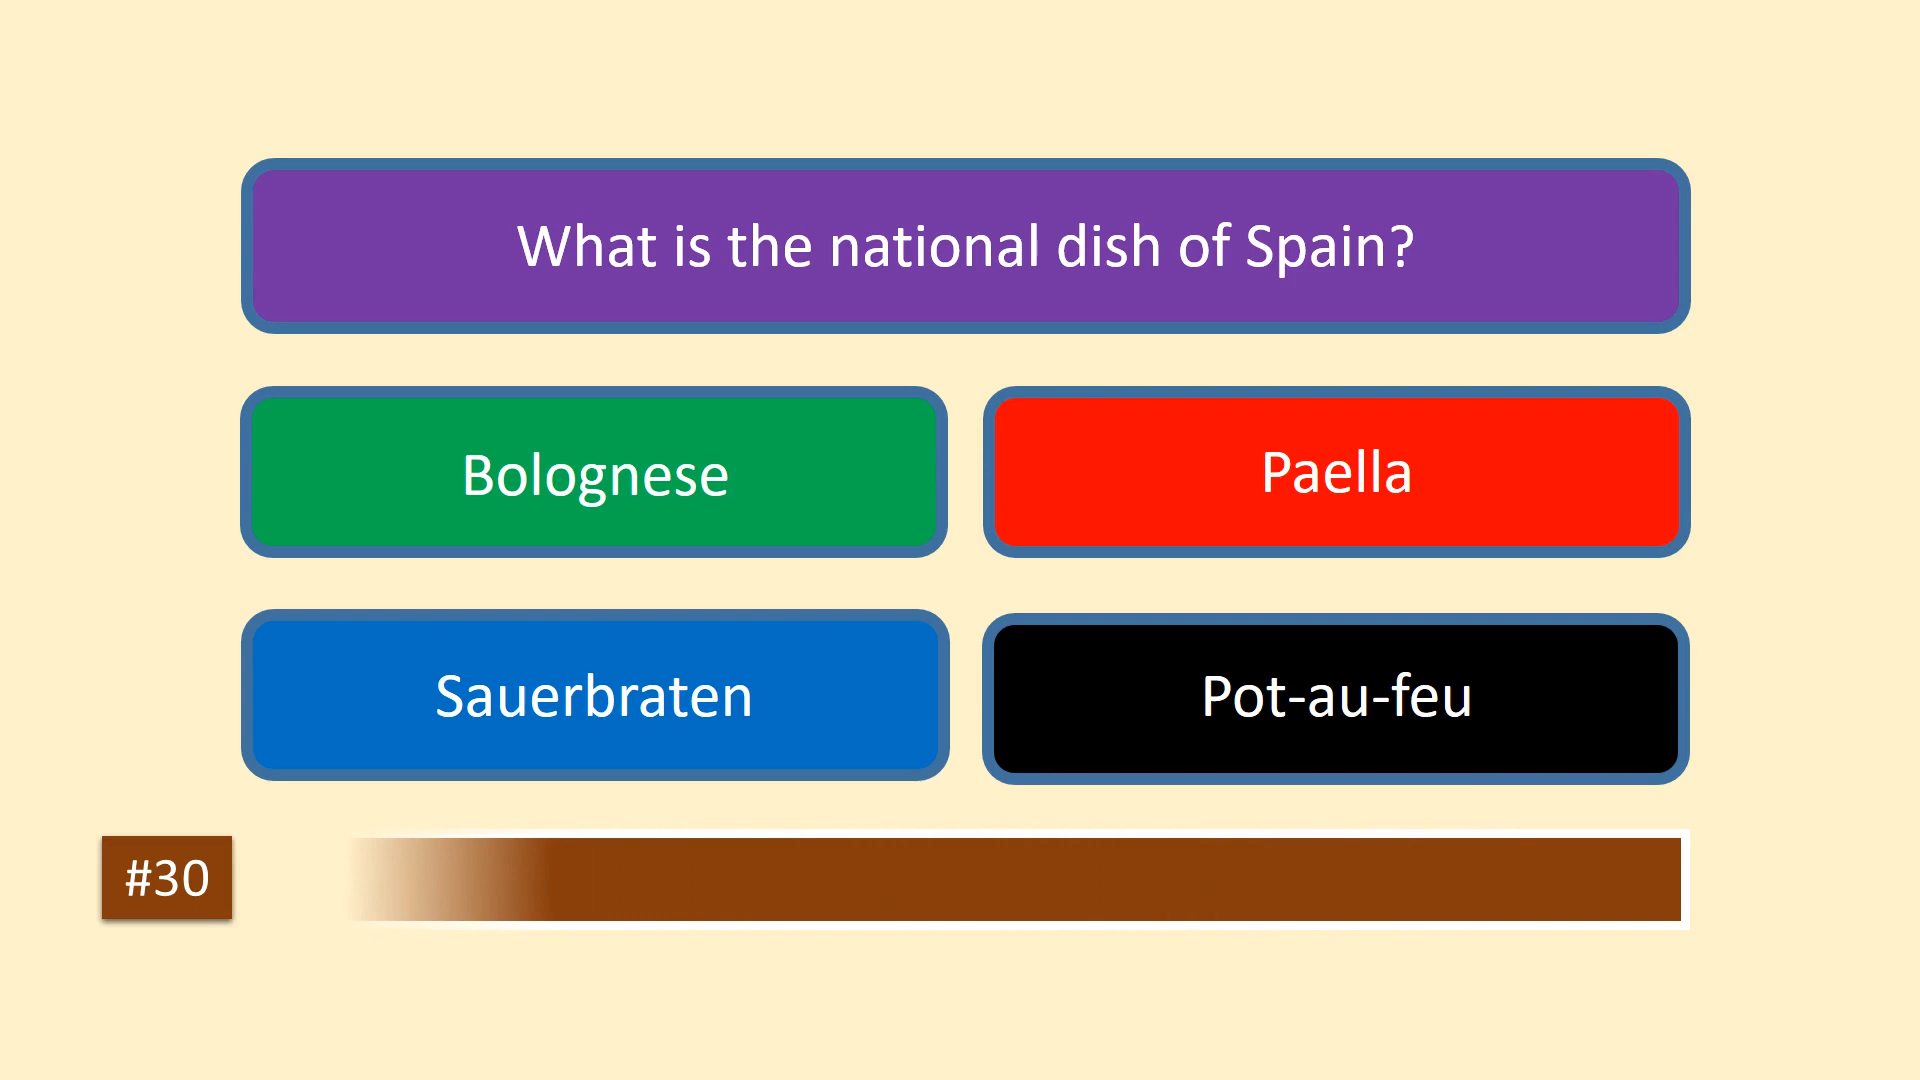 What is the national dish of Spain?
Bolognese
Paella
Sauerbraten
Pot-au-feu
#30